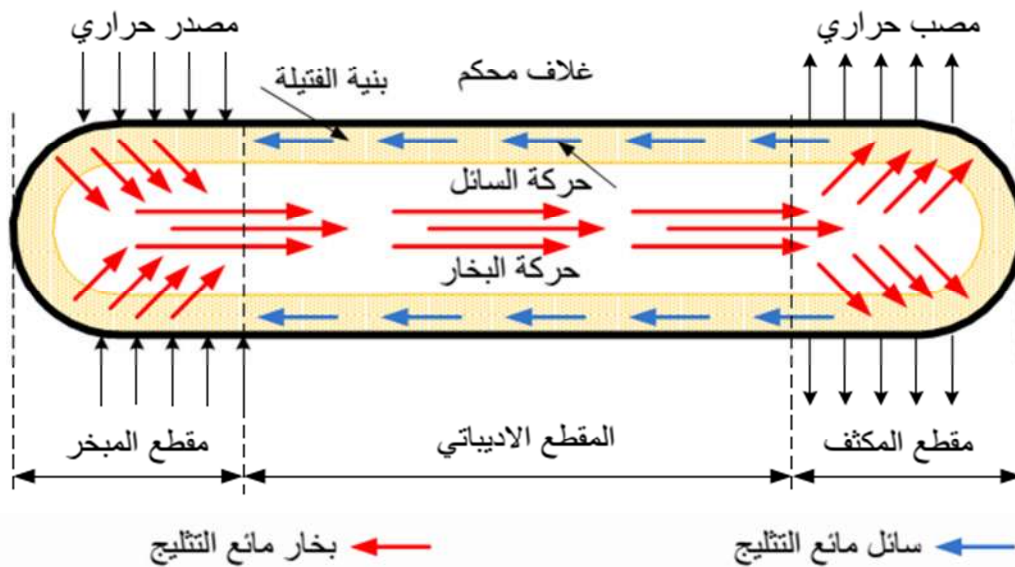 مصب حراري
مصدر حراري
غلاف محكم
بنية الفتيلة
حركة السائل
حركة البخار
مقطع المكثف
المقطع الاديباتي
مقطع المبخر
سائل مائع التثليج
بخار مائع التثليج